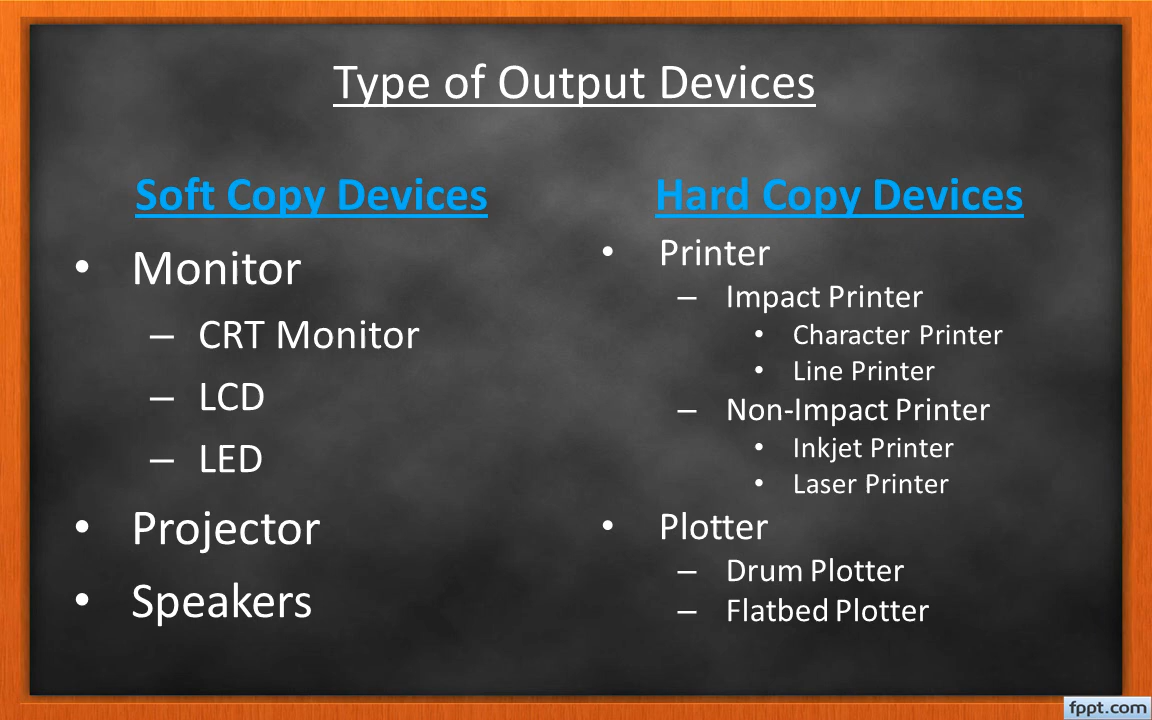 Type of Output Devices
Soft Copy Devices
• Monitor
– CRT Monitor
– LCD
– LED
• Projector
• Speakers
Hard Copy Devices
• Printer
– Impact Printer
• Character Printer
• Line Printer
– Non-Impact Printer
• Inkjet Printer
• Laser Printer
• Plotter
– Drum Plotter
– Flatbed Plotter
fppt.com